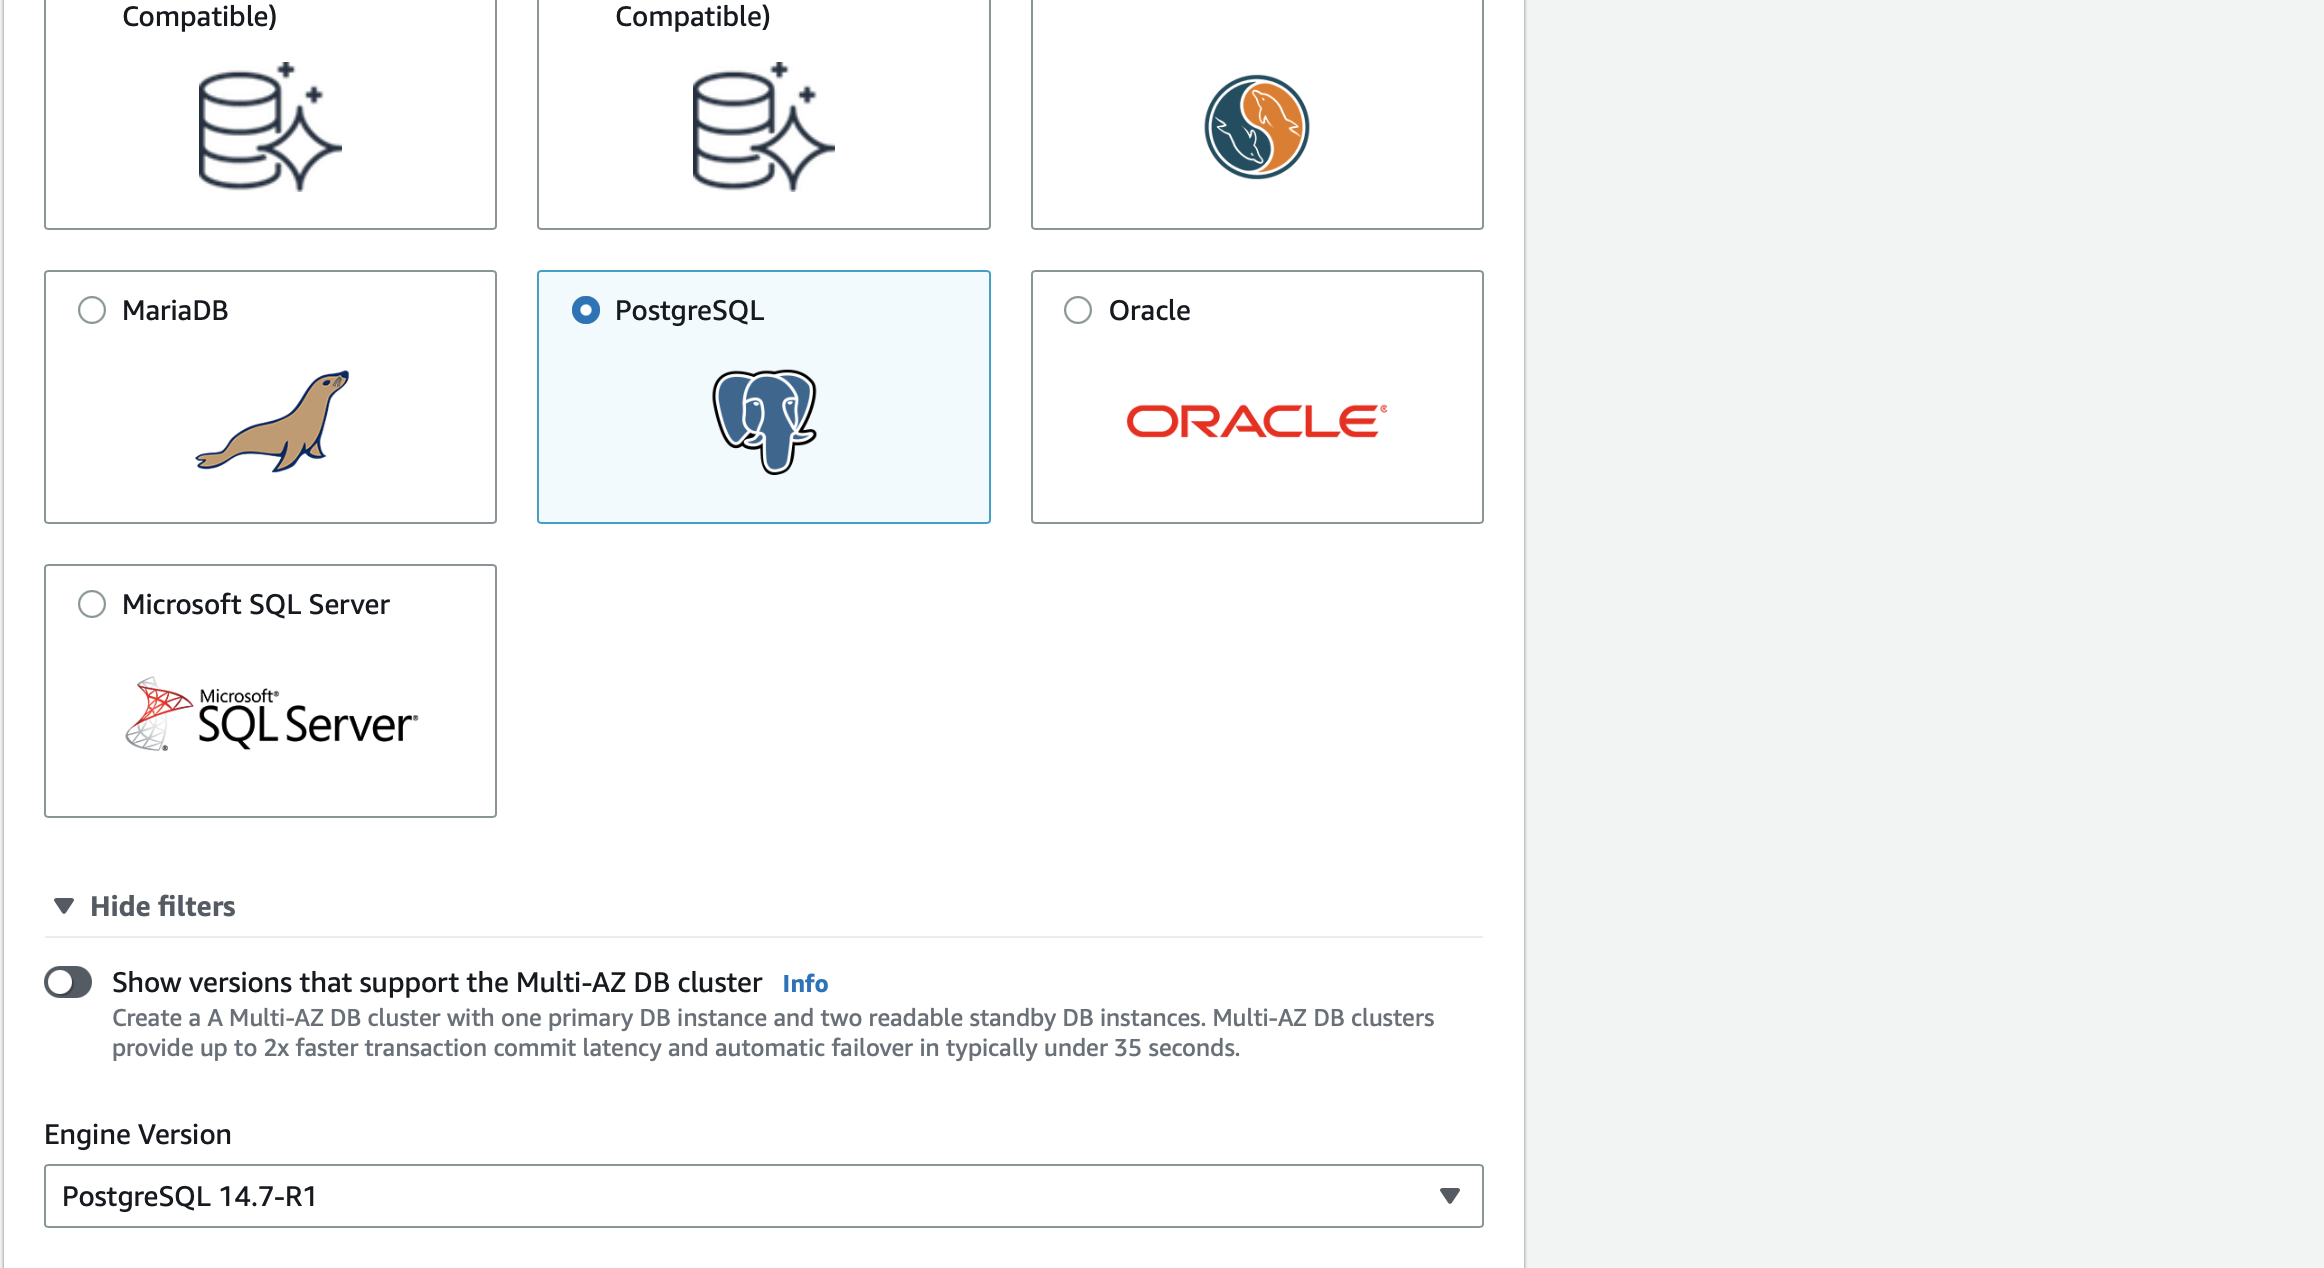 Compatible)
Compatible)
MariaDB
PostgreSQL
Oracle
ORACLE®
Microsoft SQL Server
Microsoft®
SQL Server®
Hide filters
Show versions that support the Multi-AZ DB cluster Info
Create a A Multi-AZ DB cluster with one primary DB instance and two readable standby DB instances. Multi-AZ DB clusters
provide up to 2x faster transaction commit latency and automatic failover in typically under 35 seconds.
Engine Version
PostgreSQL 14.7-R1